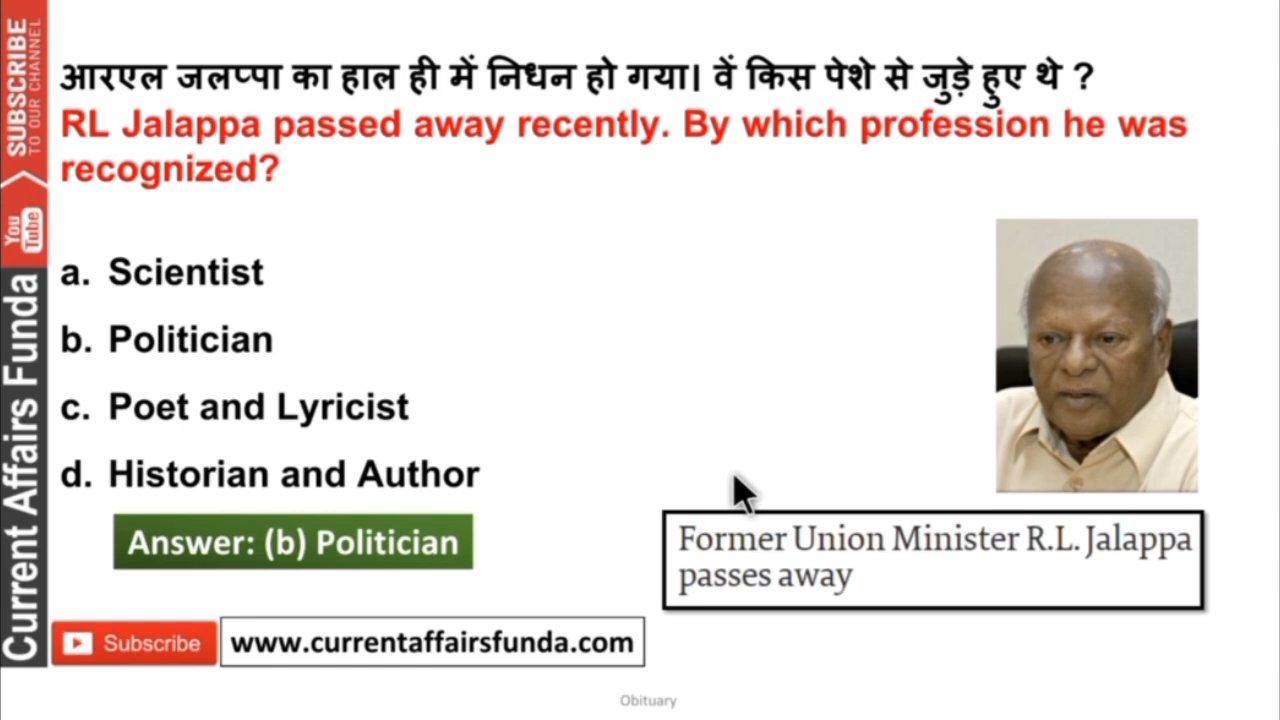 आरएल जलप्पा का हाल ही में निधन हो गया। वें किस पेशे से जुड़े हुए थे ?
RL Jalappa passed away recently. By which profession he was
recognized?
a. Scientist
b. Politician
c. Poet and Lyricist
d. Historian and Author
Answer: (b) Politician
Former Union Minister R.L. Jalappa
passes away
Subscribe
www.currentaffairsfunda.com
Obituary
SUBSCRIBE
TO OUR CHANNEL
You
Tube
Current Affairs Funda